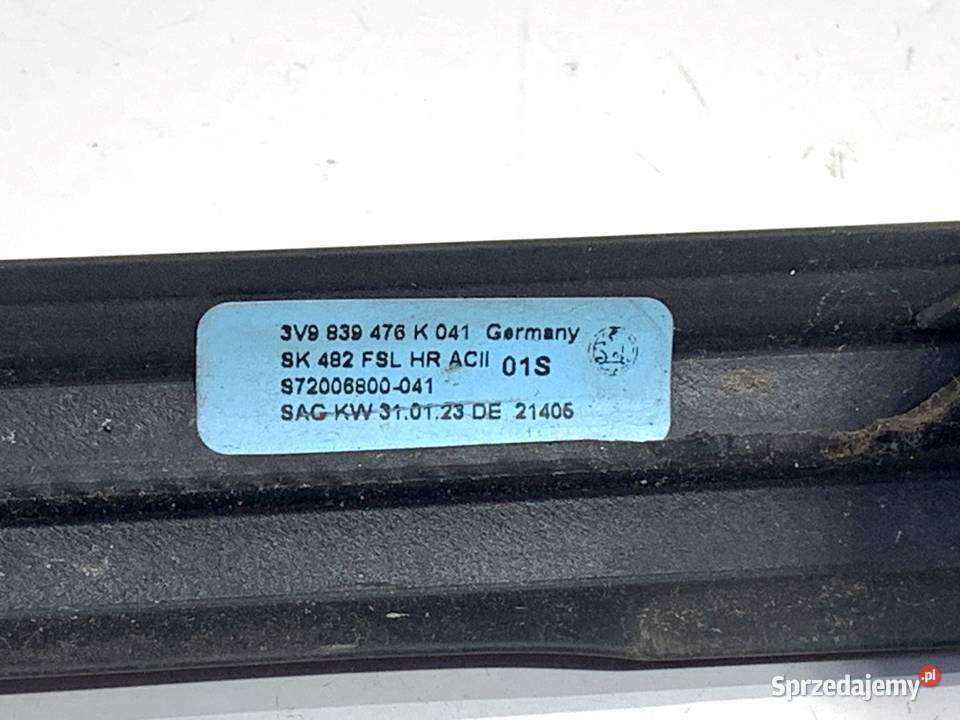 3V9 839 476 K 041 Germany
SK 482 FSL HR ACII 01S
S72006800-041
SAG KW 31.01.23 DE 21405
Sprzedajemy.pl